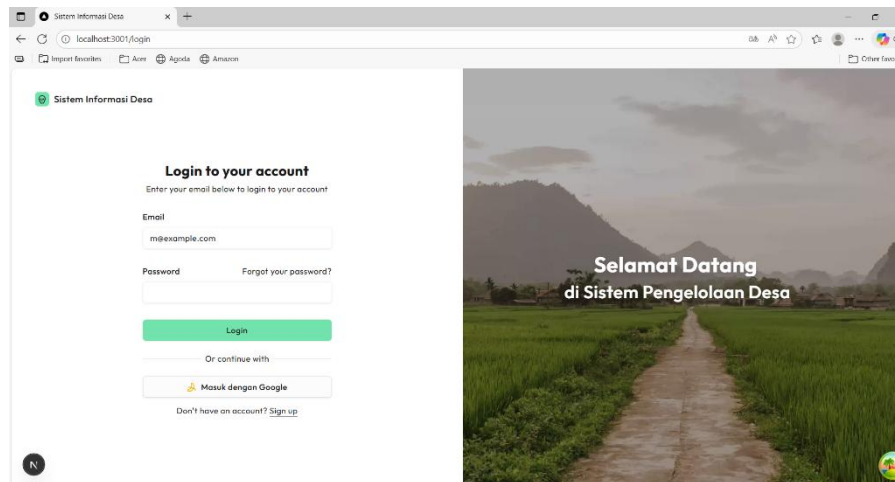 Sistem Informasi Desa
localhost:3001/login
Import favorites Acer Agoda Amazon
Other favo
Sistem Informasi Desa
Login to your account
Enter your email below to login to your account
Email
m@example.com
Password Forgot your password?
Login
Or continue with
Masuk dengan Google
Don't have an account? Sign up
N
Selamat Datang
di Sistem Pengelolaan Desa